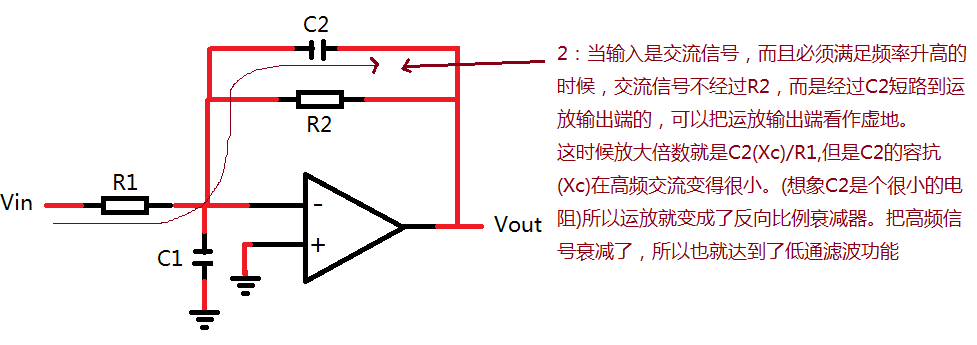 C2
R2
R1
Vin
-
+
Vout
C1
2：当输入是交流信号，而且必须满足频率升高的
时候，交流信号不经过R2，而是经过C2短路到运
放输出端的，可以把运放输出端看作虚地。
这时候放大倍数就是C2(Xc)/R1,但是C2的容抗
(Xc)在高频交流变得很小。(想象C2是个很小的电
阻)所以运放就变成了反向比例衰减器。把高频信
号衰减了，所以也就达到了低通滤波功能